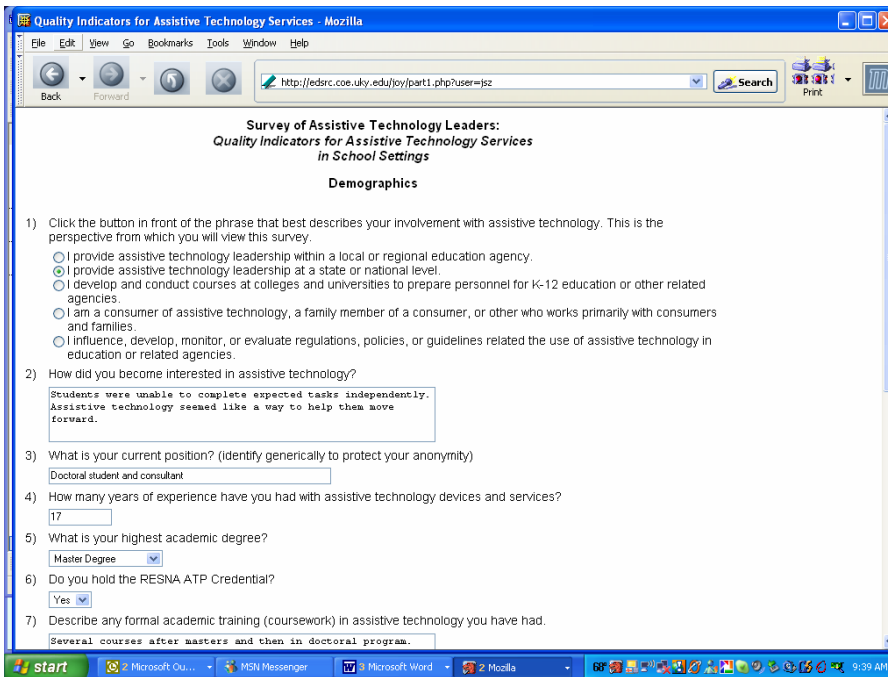 Quality Indicators for Assistive Technology Services - Mozilla
File Edit View Go Bookmarks Tools Window Help
Back Forward http://edsrc.coe.uky.edu/joy/part1.php?user=jsz Search Print
Survey of Assistive Technology Leaders:
Quality Indicators for Assistive Technology Services
in School Settings
Demographics
1) Click the button in front of the phrase that best describes your involvement with assistive technology. This is the
perspective from which you will view this survey.
I provide assistive technology leadership within a local or regional education agency.
I provide assistive technology leadership at a state or national level.
I develop and conduct courses at colleges and universities to prepare personnel for K-12 education or other related
agencies.
I am a consumer of assistive technology, a family member of a consumer, or other who works primarily with consumers
and families.
I influence, develop, monitor, or evaluate regulations, policies, or guidelines related the use of assistive technology in
education or related agencies.
2) How did you become interested in assistive technology?
Students were unable to complete expected tasks independently.
Assistive technology seemed like a way to help them move
forward.
3) What is your current position? (identify generically to protect your anonymity)
Doctoral student and consultant
4) How many years of experience have you had with assistive technology devices and services?
17
5) What is your highest academic degree?
Master Degree
6) Do you hold the RESNA ATP Credential?
Yes
7) Describe any formal academic training (coursework) in assistive technology you have had.
Several courses after masters and then in doctoral program.
start 2 Microsoft Ou... MSN Messenger 3 Microsoft Word 2 Mozilla 68° 9:39 AM